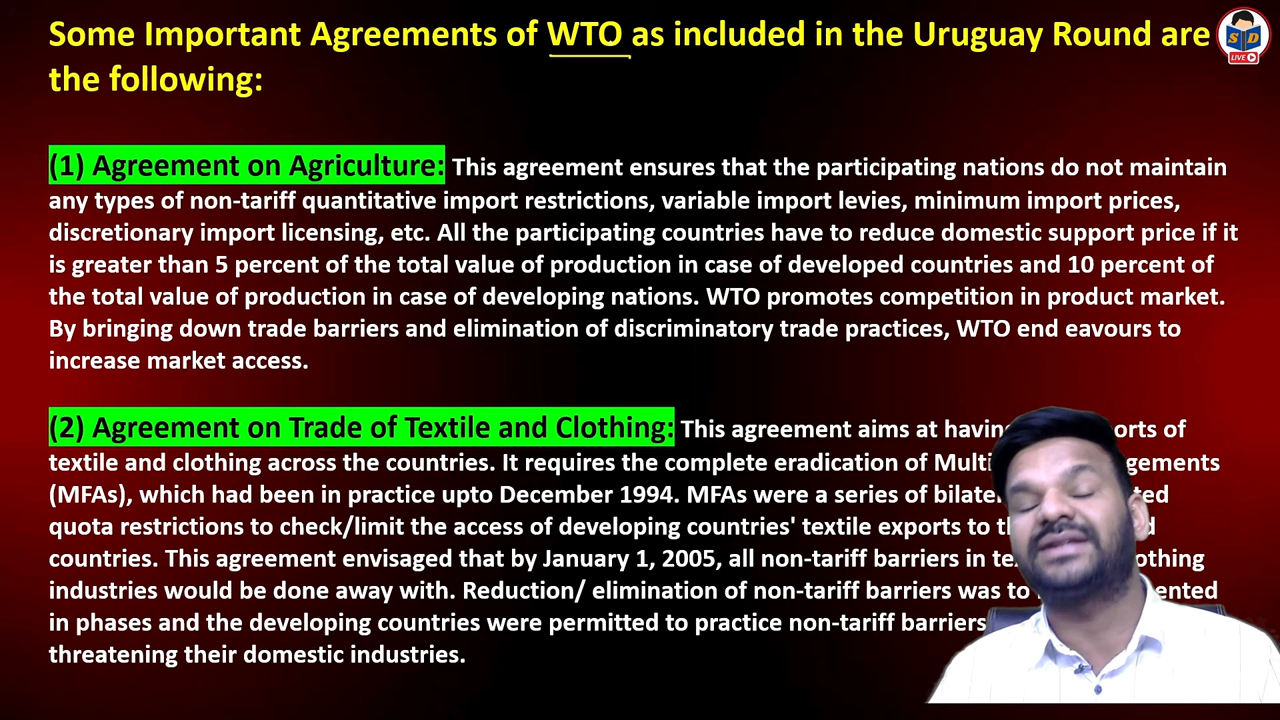 Some Important Agreements of WTO as included in the Uruguay Round are
the following:
S D
LIVE
(1) Agreement on Agriculture: This agreement ensures that the participating nations do not maintain
any types of non-tariff quantitative import restrictions, variable import levies, minimum import prices,
discretionary import licensing, etc. All the participating countries have to reduce domestic support price if it
is greater than 5 percent of the total value of production in case of developed countries and 10 percent of
the total value of production in case of developing nations. WTO promotes competition in product market.
By bringing down trade barriers and elimination of discriminatory trade practices, WTO end eavours to
increase market access.
(2) Agreement on Trade of Textile and Clothing: This agreement aims at having of
textile and clothing across the countries. It requires the complete eradication of
(MFAs), which had been in practice upto December 1994. MFAs were a series of
quota restrictions to check/limit the access of developing countries' textile exports to
countries. This agreement envisaged that by January 1, 2005, all non-tariff barriers in
industries would be done away with. Reduction/ elimination of non-tariff barriers was to
in phases and the developing countries were permitted to practice non-tariff barriers
threatening their domestic industries.